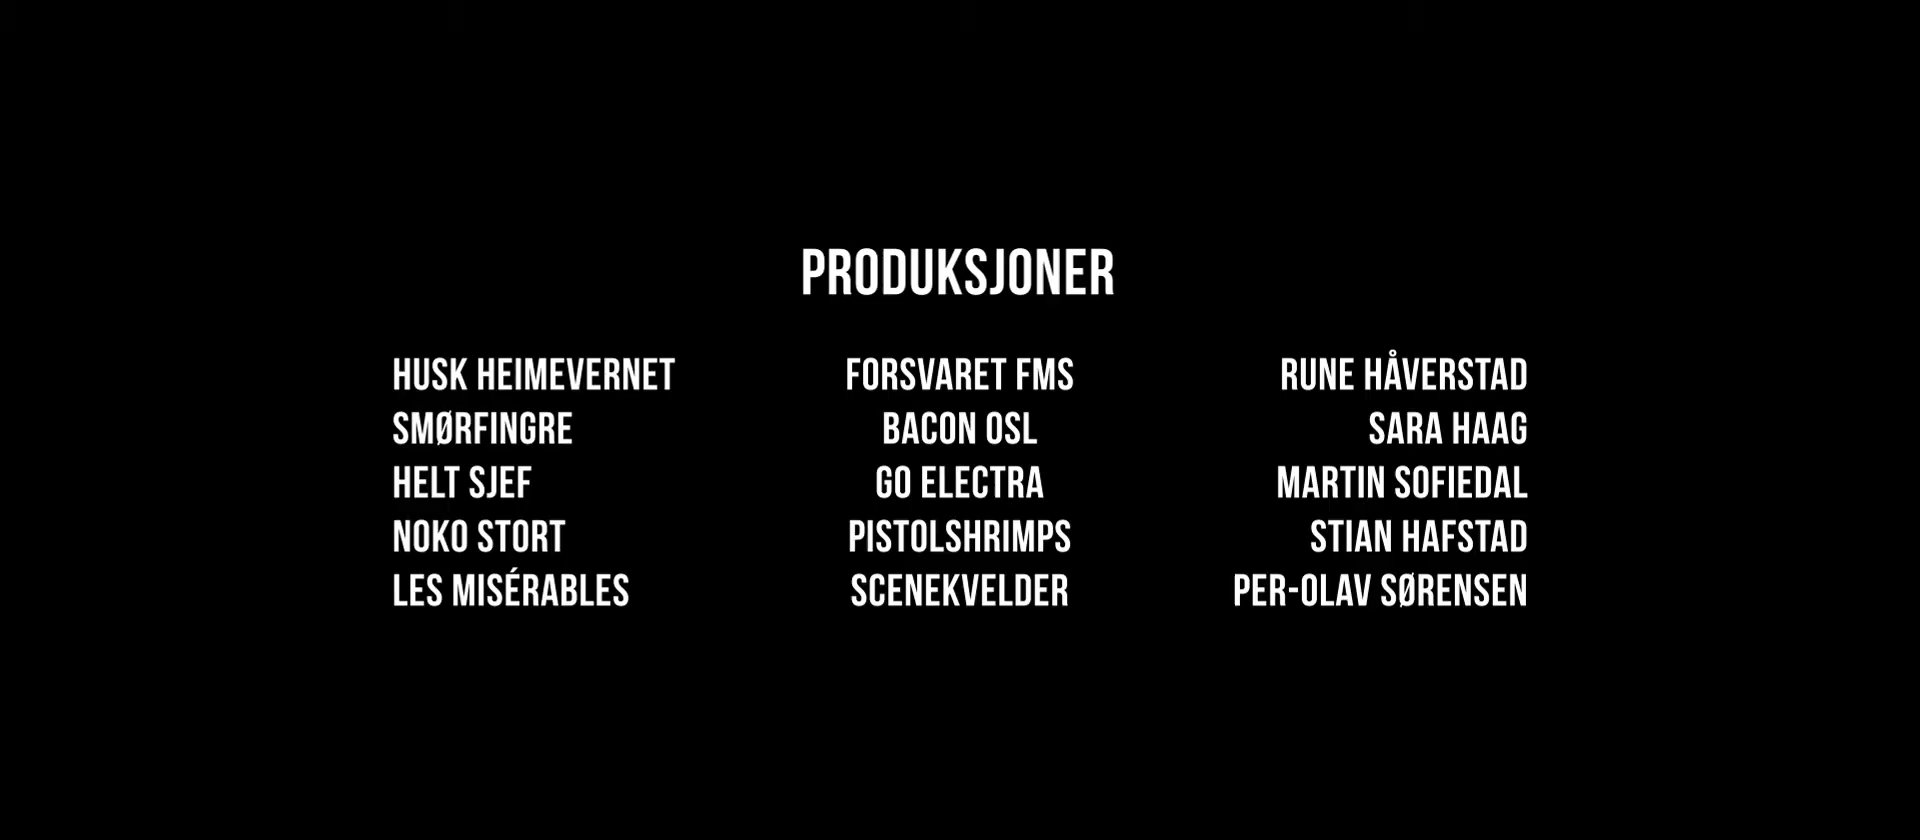 PRODUKSJONER
HUSK HEIMEVERNET FORSVARET FMS RUNE HÅVERSTAD
SMØRFINGRE BACON OSL SARA HAAG
HELT SJEF GO ELECTRA MARTIN SOFIEDAL
NOKO STORT PISTOLSHRIMPS STIAN HAFSTAD
LES MISÉRABLES SCENEKVELDER PER-OLAV SØRENSEN